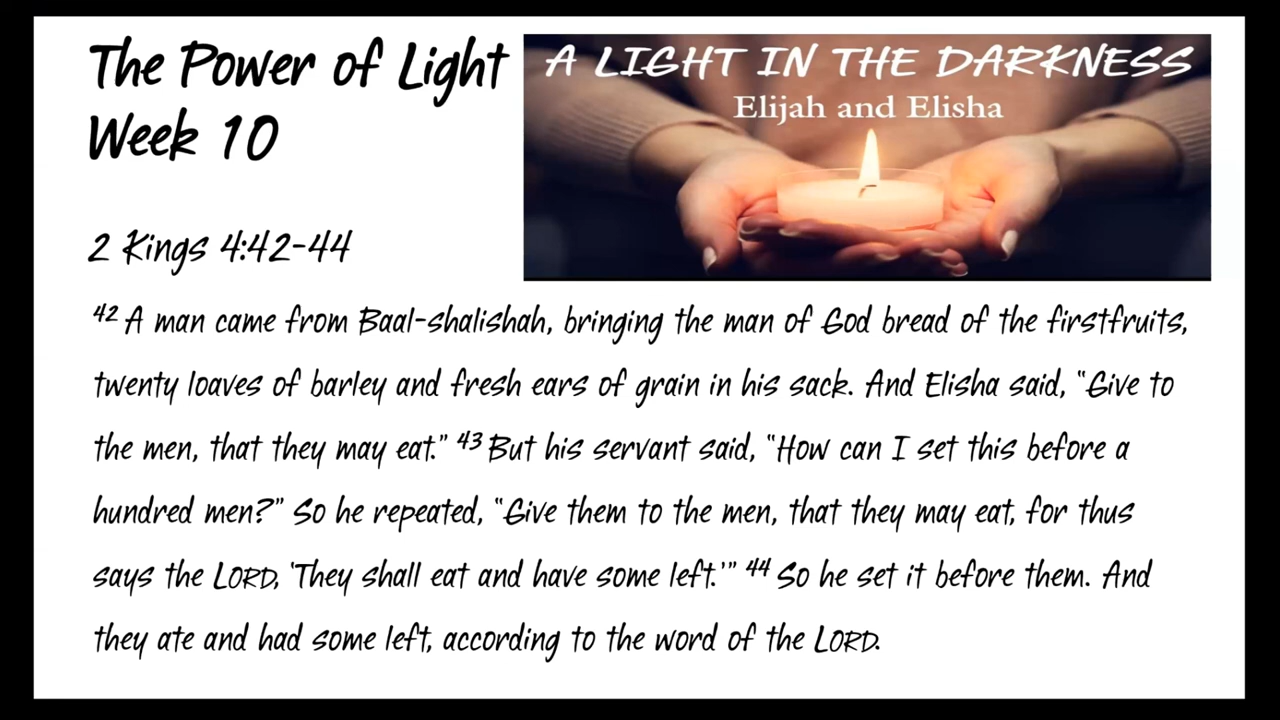 The Power of Light
Week 10
A LIGHT IN THE DARKNESS
Elijah and Elisha
2 Kings 4:42-44
42 A man came from Baal-shalishah, bringing the man of God bread of the firstfruits,
twenty loaves of barley and fresh ears of grain in his sack. And Elisha said, “Give to
the men, that they may eat.” 43 But his servant said, “How can I set this before a
hundred men?” So he repeated, “Give them to the men, that they may eat, for thus
says the LORD, ‘They shall eat and have some left.’” 44 So he set it before them. And
they ate and had some left, according to the word of the LORD.